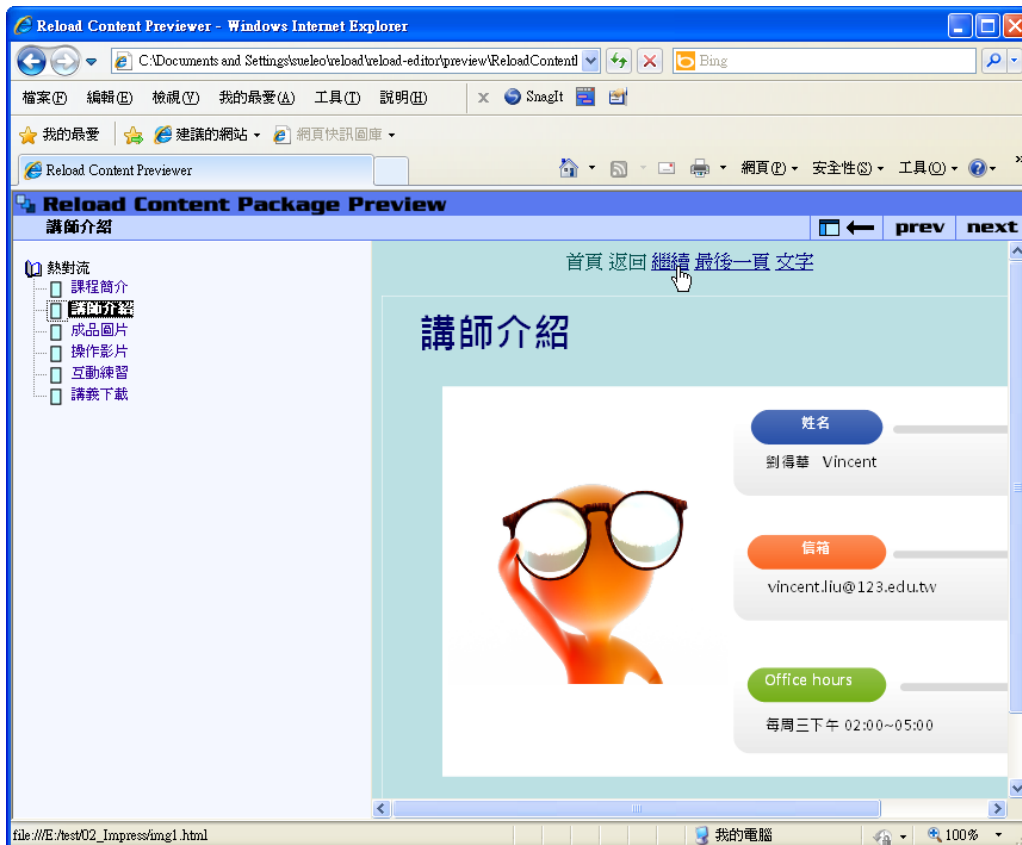 Reload Content Previewer - Windows Internet Explorer
C:\Documents and Settings\sueleo\reload\reload-editor\preview\ReloadContentl
Bing
檔案(F) 編輯(E) 檢視(V) 我的最愛(A) 工具(T) 說明(H) x SnagIt
我的最愛 建議的網站 網頁快訊圖庫
Reload Content Previewer 網頁(P) 安全性(S) 工具(O) »
Reload Content Package Preview
講師介紹 prev next
熱對流
課程簡介
講師介紹
成品圖片
操作影片
互動練習
講義下載
首頁 返回 繼續 最後一頁 文字
講師介紹
姓名
劉得華 Vincent
信箱
vincent.liu@123.edu.tw
Office hours
每周三下午 02:00~05:00
file:///E:/test/02_Impress/img1.html 我的電腦 100%